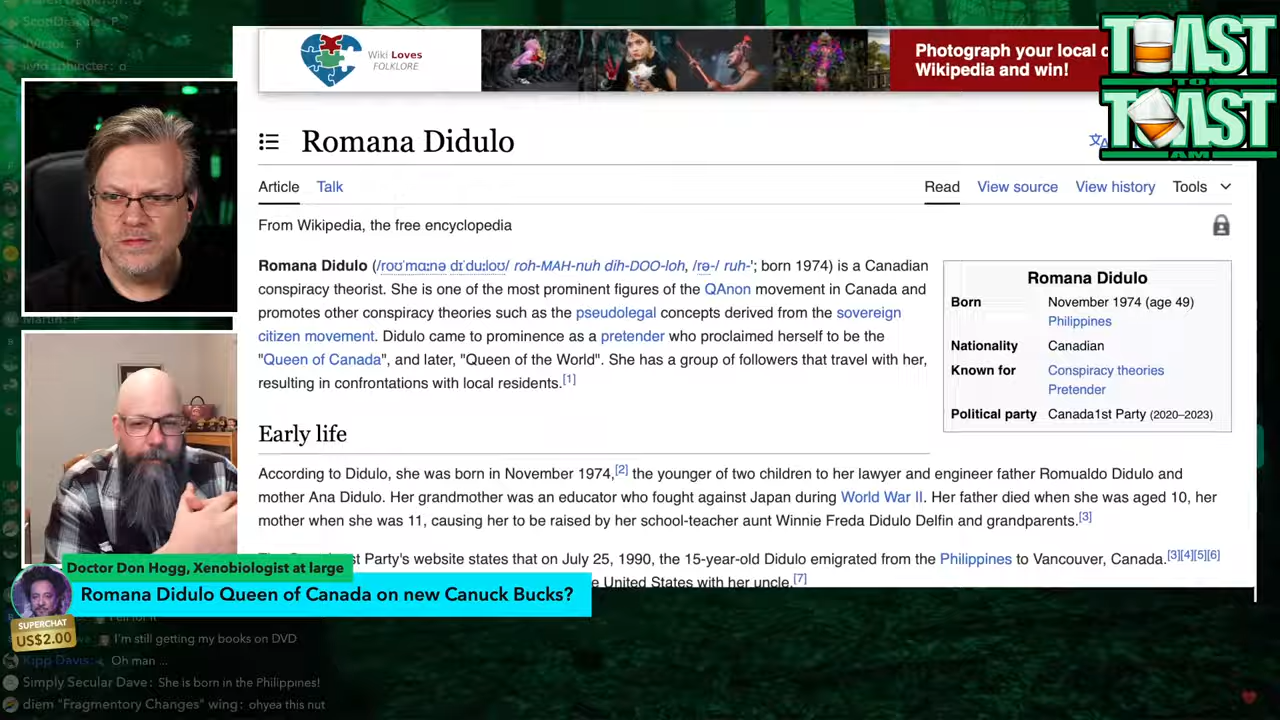 ScottDracula: P
JVictor: F
Wiki Loves
FOLKLORE
Photograph your local c
Wikipedia and win!
TOAST
TO
TOAST
AM
Romana Didulo
Article Talk
Read View source View history Tools
From Wikipedia, the free encyclopedia
Romana Didulo (/roʊˈmɑːnə dɪˈduːloʊ/ roh-MAH-nuh dih-DOO-loh, /rə-/ ruh-'; born 1974) is a Canadian
conspiracy theorist. She is one of the most prominent figures of the QAnon movement in Canada and
promotes other conspiracy theories such as the pseudolegal concepts derived from the sovereign
citizen movement. Didulo came to prominence as a pretender who proclaimed herself to be the
"Queen of Canada", and later, "Queen of the World". She has a group of followers that travel with her,
resulting in confrontations with local residents.[1]
Romana Didulo
Born November 1974 (age 49)
Philippines
Nationality Canadian
Known for Conspiracy theories
Pretender
Political party Canada1st Party (2020–2023)
Martin: P
Early life
According to Didulo, she was born in November 1974,[2] the younger of two children to her lawyer and engineer father Romualdo Didulo and
mother Ana Didulo. Her grandmother was an educator who fought against Japan during World War II. Her father died when she was aged 10, her
mother when she was 11, causing her to be raised by her school-teacher aunt Winnie Freda Didulo Delfin and grandparents.[3]
Party's website states that on July 25, 1990, the 15-year-old Didulo emigrated from the Philippines to Vancouver, Canada.[3][4][5][6]
United States with her uncle.[7]
Doctor Don Hogg, Xenobiologist at large
Romana Didulo Queen of Canada on new Canuck Bucks?
SUPERCHAT
US$2.00
I'm still getting my books on DVD
Kipp Davis: Oh man ...
Simply Secular Dave: She is born in the Philippines!
diem "Fragmentory Changes" wing: ohyea this nut